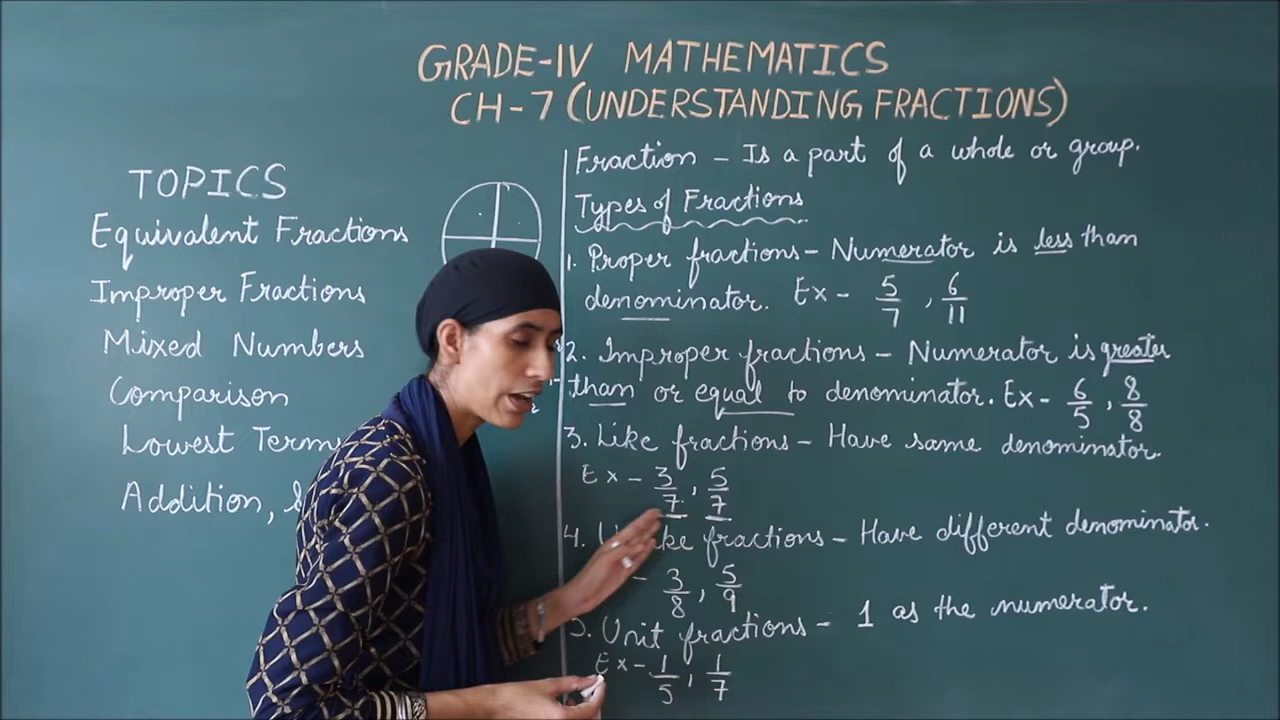 GRADE-IV MATHEMATICS
CH-7 (UNDERSTANDING FRACTIONS)
TOPICS
Equivalent Fractions
Improper Fractions
Mixed Numbers
Comparison
Lowest Term
Addition, &
Fraction - Is a part of a whole or group.
Types of Fractions
1. Proper fractions - Numerator is less than
denominator. Ex - 5/7, 6/11
2. Improper fractions - Numerator is greater
than or equal to denominator. Ex - 6/5, 8/8
3. Like fractions - Have same denominator.
Ex - 3/7, 5/7
4. fractions - Have different denominator.
- 3/8, 5/9
5. Unit fractions - 1 as the numerator.
Ex - 1/5, 1/7